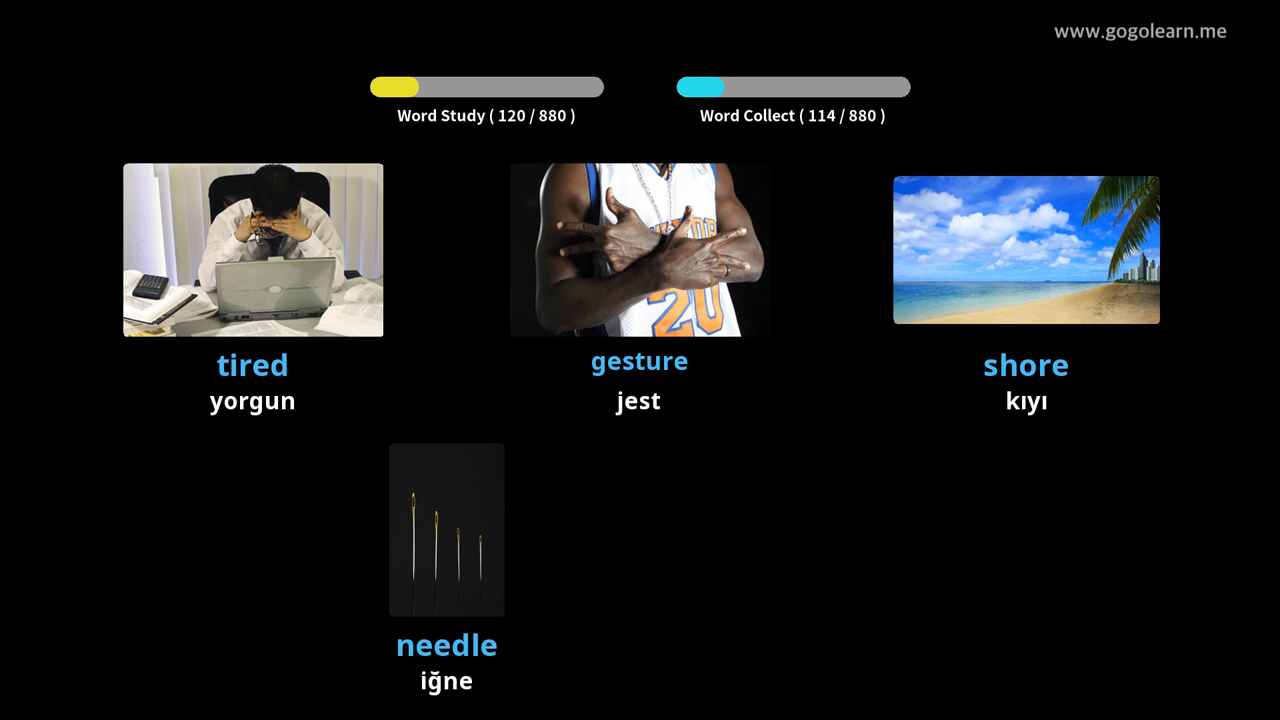 www.gogolearn.me
Word Study ( 120 / 880 )
Word Collect ( 114 / 880 )
20
tired
yorgun
gesture
jest
shore
kıyı
needle
iğne